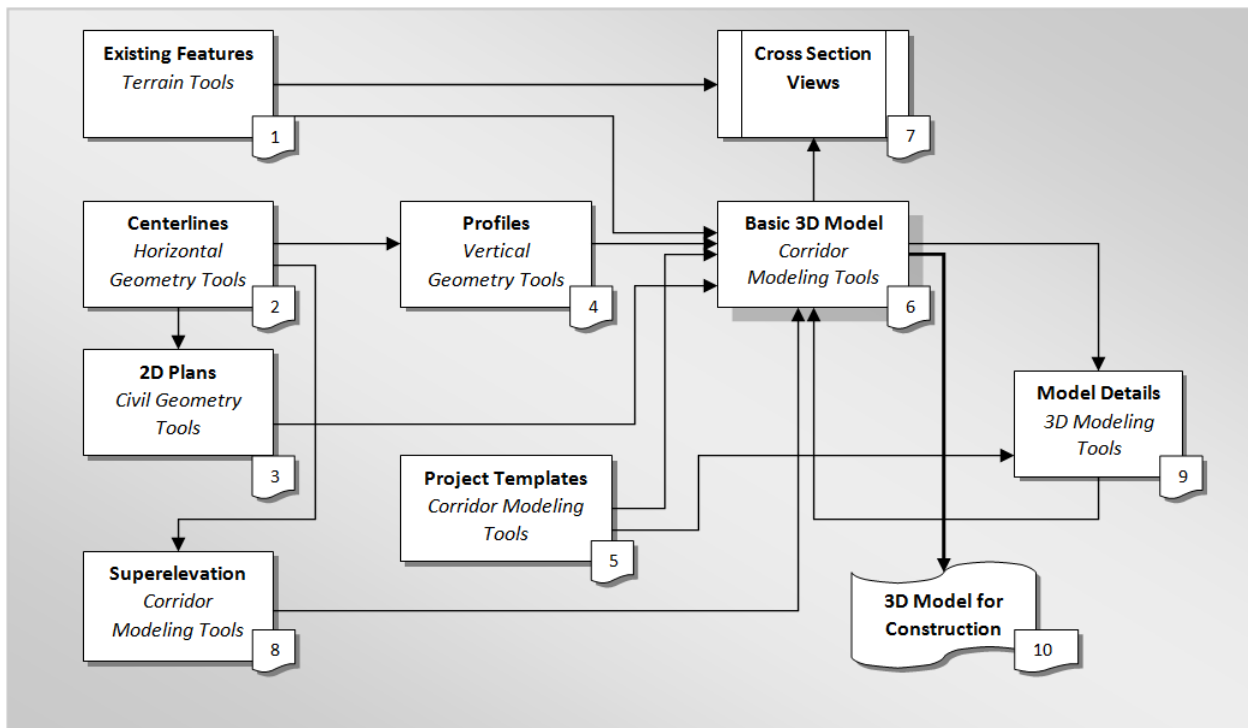 Existing Features
Terrain Tools
1
Cross Section
Views
7
Centerlines
Horizontal
Geometry Tools
2
Profiles
Vertical
Geometry Tools
4
Basic 3D Model
Corridor
Modeling Tools
6
2D Plans
Civil Geometry
Tools
3
Model Details
3D Modeling
Tools
9
Project Templates
Corridor Modeling
Tools
5
Superelevation
Corridor
Modeling Tools
8
3D Model for
Construction
10